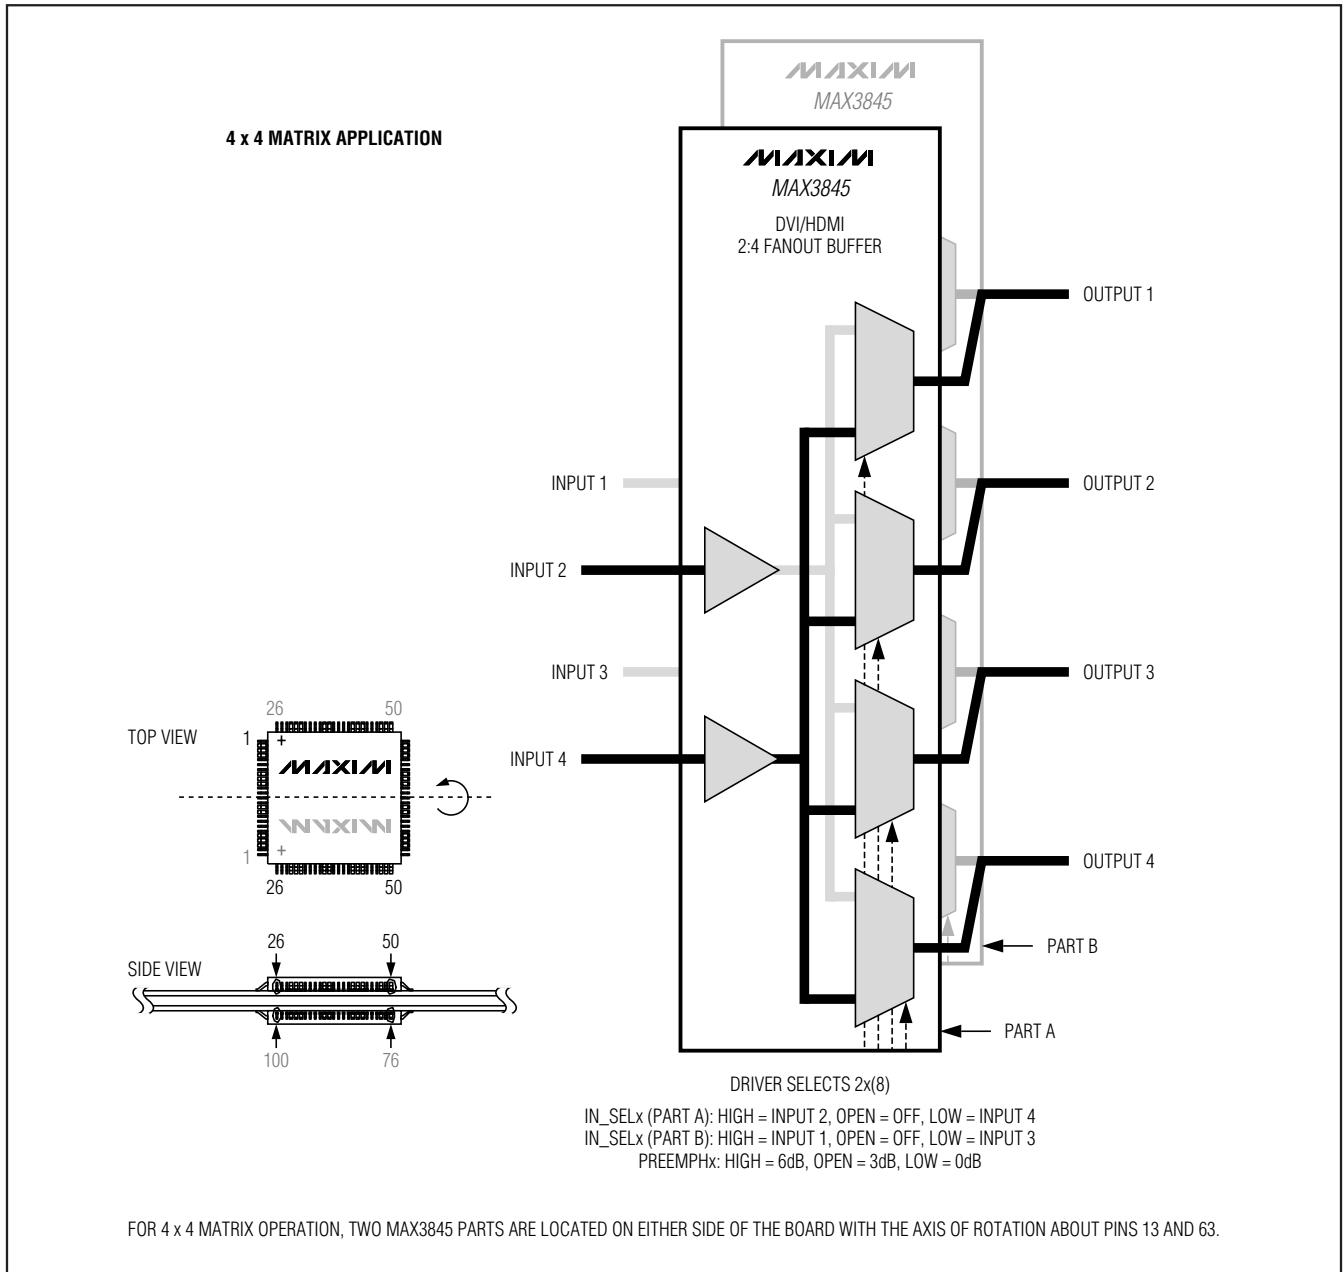 MAXIM
MAX3845
4 x 4 MATRIX APPLICATION
MAXIM
MAX3845
DVI/HDMI
2:4 FANOUT BUFFER
OUTPUT 1
INPUT 1
OUTPUT 2
INPUT 2
INPUT 3
OUTPUT 3
26 50
TOP VIEW
1
+
MAXIM
INPUT 4
MAXIM
1
+
26 50
OUTPUT 4
26 50
PART B
SIDE VIEW
PART A
100 76
DRIVER SELECTS 2x(8)
IN_SELx (PART A): HIGH = INPUT 2, OPEN = OFF, LOW = INPUT 4
IN_SELx (PART B): HIGH = INPUT 1, OPEN = OFF, LOW = INPUT 3
PREEMPHx: HIGH = 6dB, OPEN = 3dB, LOW = 0dB
FOR 4 x 4 MATRIX OPERATION, TWO MAX3845 PARTS ARE LOCATED ON EITHER SIDE OF THE BOARD WITH THE AXIS OF ROTATION ABOUT PINS 13 AND 63.